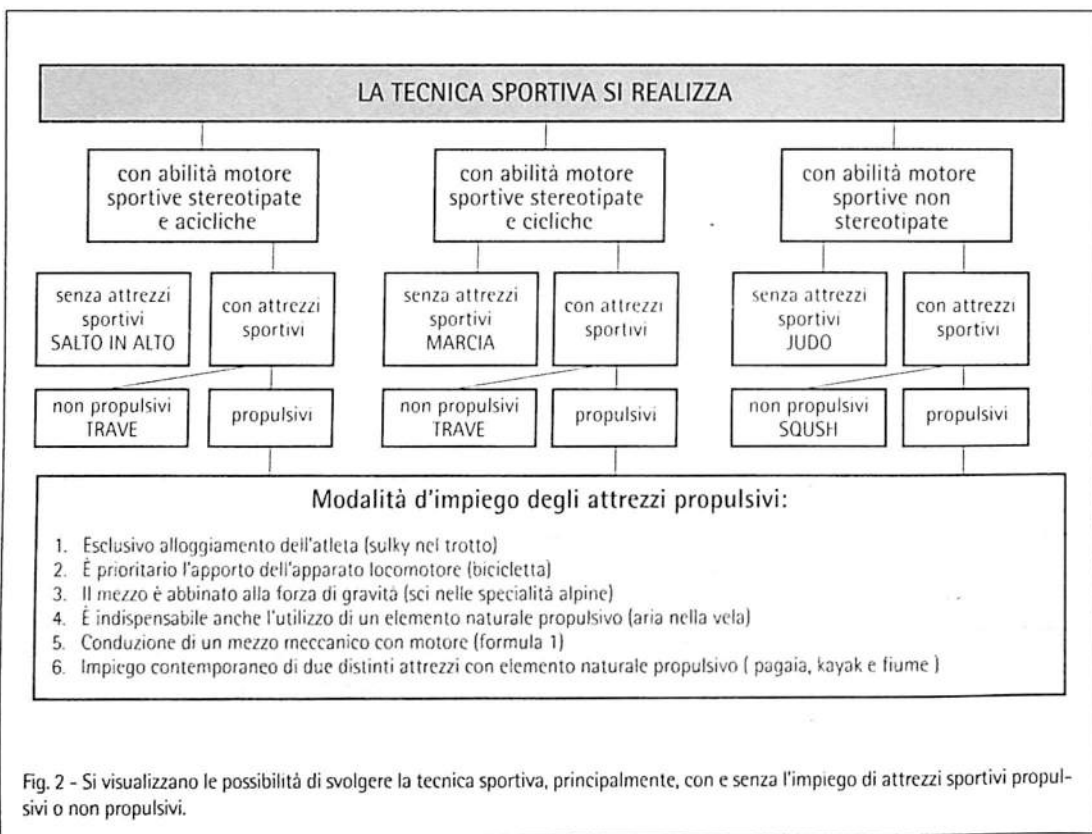 LA TECNICA SPORTIVA SI REALIZZA
con abilità motore
sportive stereotipate
e acicliche
con abilità motore
sportive stereotipate
e cicliche
con abilità motore
sportive non
stereotipate
senza attrezzi
sportivi
SALTO IN ALTO
con attrezzi
sportivi
senza attrezzi
sportivi
MARCIA
con attrezzi
sportivi
senza attrezzi
sportivi
JUDO
con attrezzi
sportivi
non propulsivi
TRAVE
propulsivi
non propulsivi
TRAVE
propulsivi
non propulsivi
SQUSH
propulsivi
Modalità d'impiego degli attrezzi propulsivi:
1. Esclusivo alloggiamento dell'atleta (sulky nel trotto)
2. È prioritario l'apporto dell'apparato locomotore (bicicletta)
3. Il mezzo è abbinato alla forza di gravità (sci nelle specialità alpine)
4. È indispensabile anche l'utilizzo di un elemento naturale propulsivo (aria nella vela)
5. Conduzione di un mezzo meccanico con motore (formula 1)
6. Impiego contemporaneo di due distinti attrezzi con elemento naturale propulsivo ( pagaia, kayak e fiume )
Fig. 2 - Si visualizzano le possibilità di svolgere la tecnica sportiva, principalmente, con e senza l'impiego di attrezzi sportivi propul-
sivi o non propulsivi.